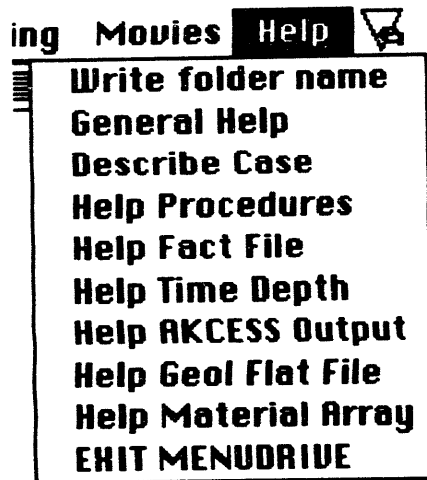 ing Movies Help
Write folder name
General Help
Describe Case
Help Procedures
Help Fact File
Help Time Depth
Help AKCESS Output
Help Geol Flat File
Help Material Array
EXIT MENUDRIVE